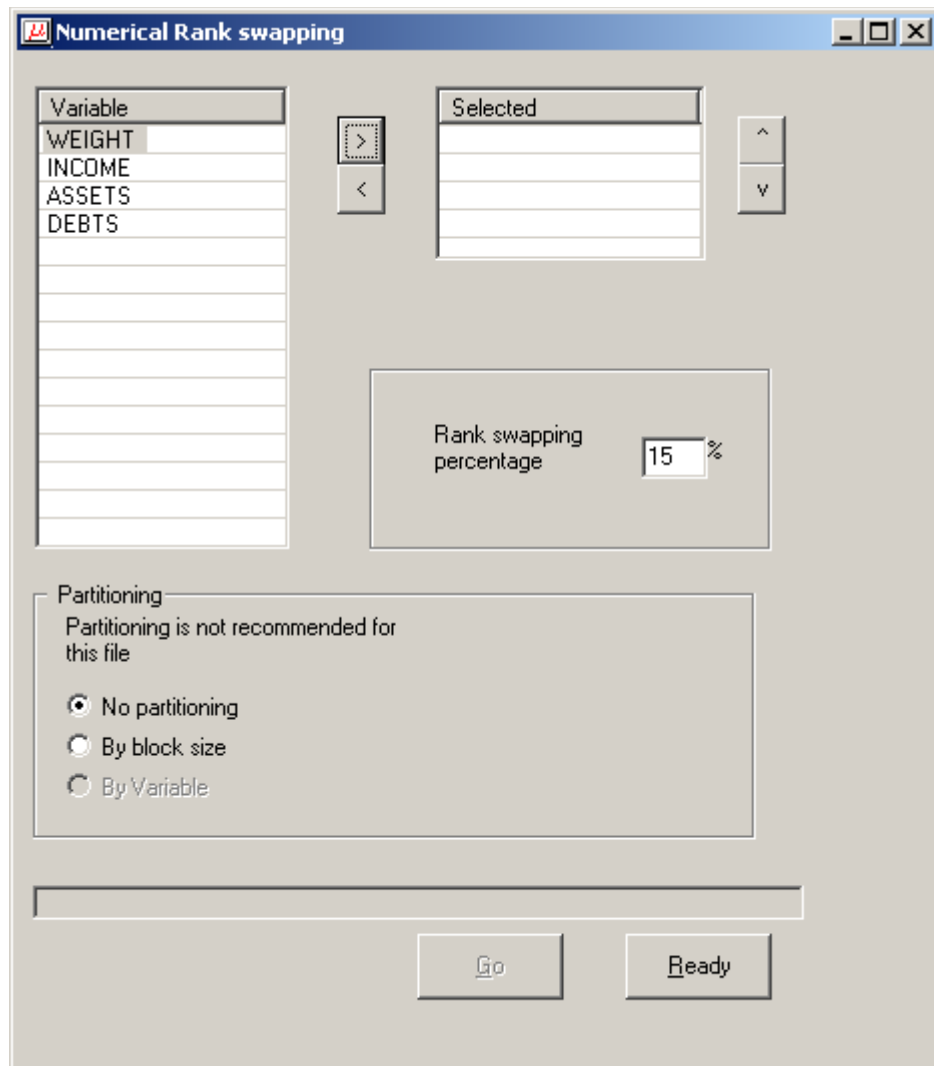 µ Numerical Rank swapping
Variable
WEIGHT
INCOME
ASSETS
DEBTS
>
<
Selected
^
v
Rank swapping
percentage
15 %
Partitioning
Partitioning is not recommended for
this file
No partitioning
By block size
By Variable
Go
Ready